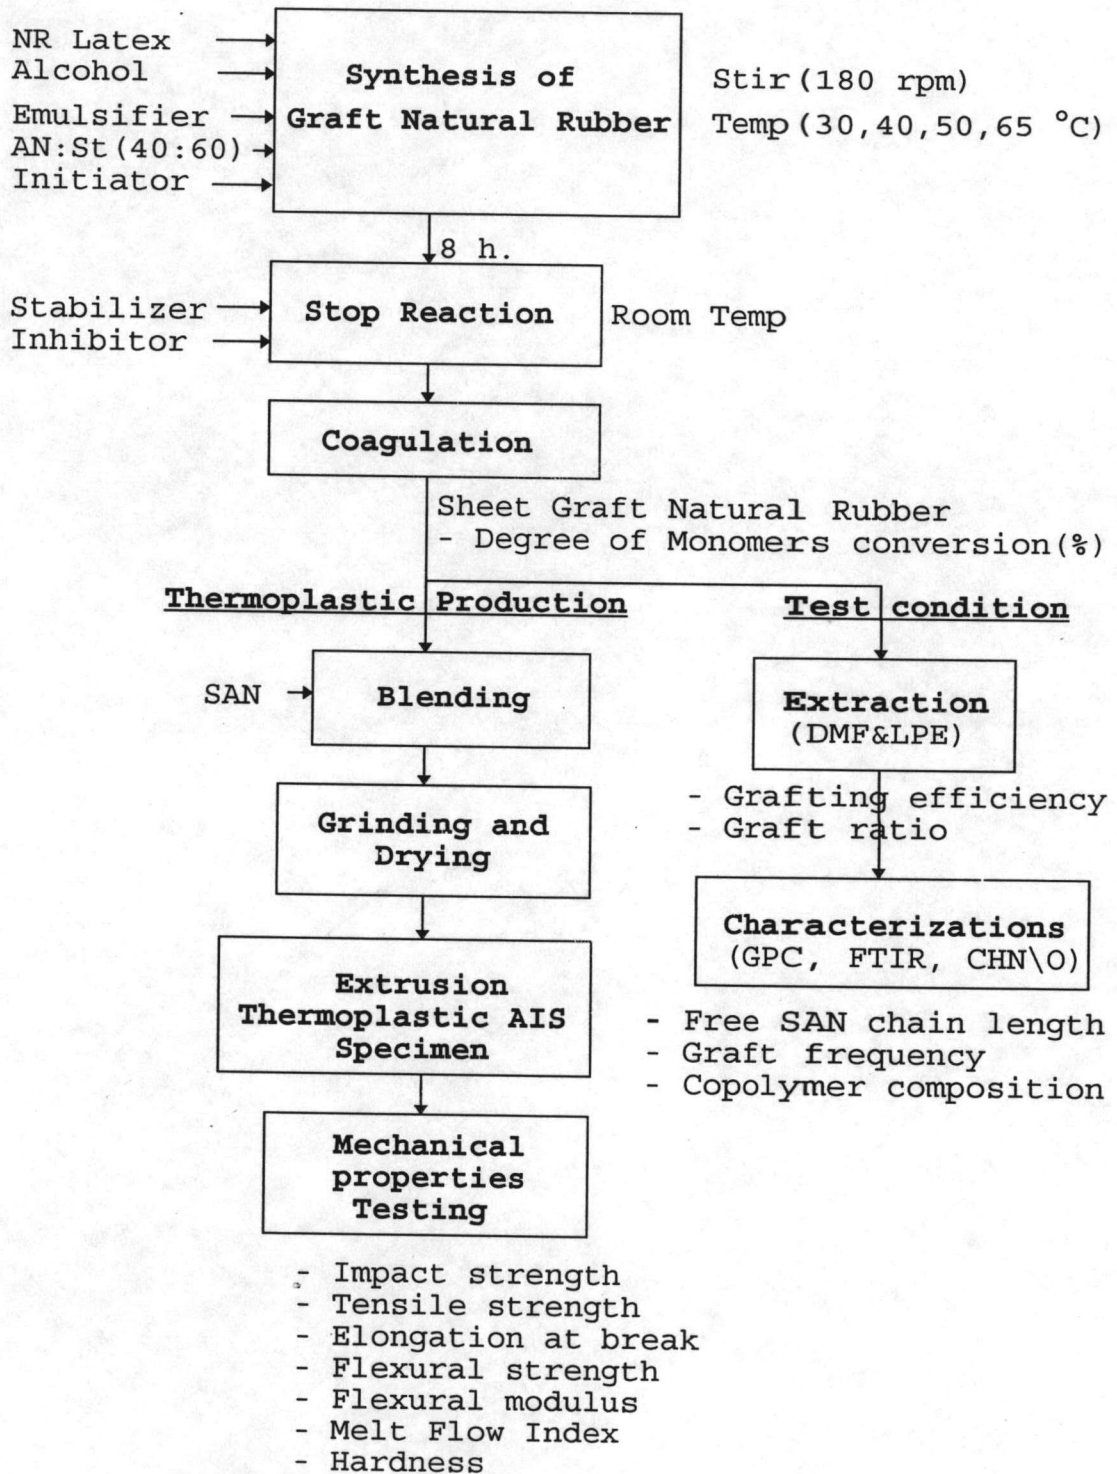 NR Latex
Alcohol
Emulsifier
AN:St(40:60)
Initiator
Synthesis of
Graft Natural Rubber
Stir(180 rpm)
Temp(30,40,50,65 °C)
8 h.
Stabilizer
Inhibitor
Stop Reaction
Room Temp
Coagulation
Sheet Graft Natural Rubber
- Degree of Monomers conversion(%)
Thermoplastic Production
SAN
Blending
Grinding and
Drying
Extrusion
Thermoplastic AIS
Specimen
Mechanical
properties
Testing
- Impact strength
- Tensile strength
- Elongation at break
- Flexural strength
- Flexural modulus
- Melt Flow Index
- Hardness
Test condition
Extraction
(DMF&LPE)
- Grafting efficiency
- Graft ratio
Characterizations
(GPC, FTIR, CHN\O)
- Free SAN chain length
- Graft frequency
- Copolymer composition